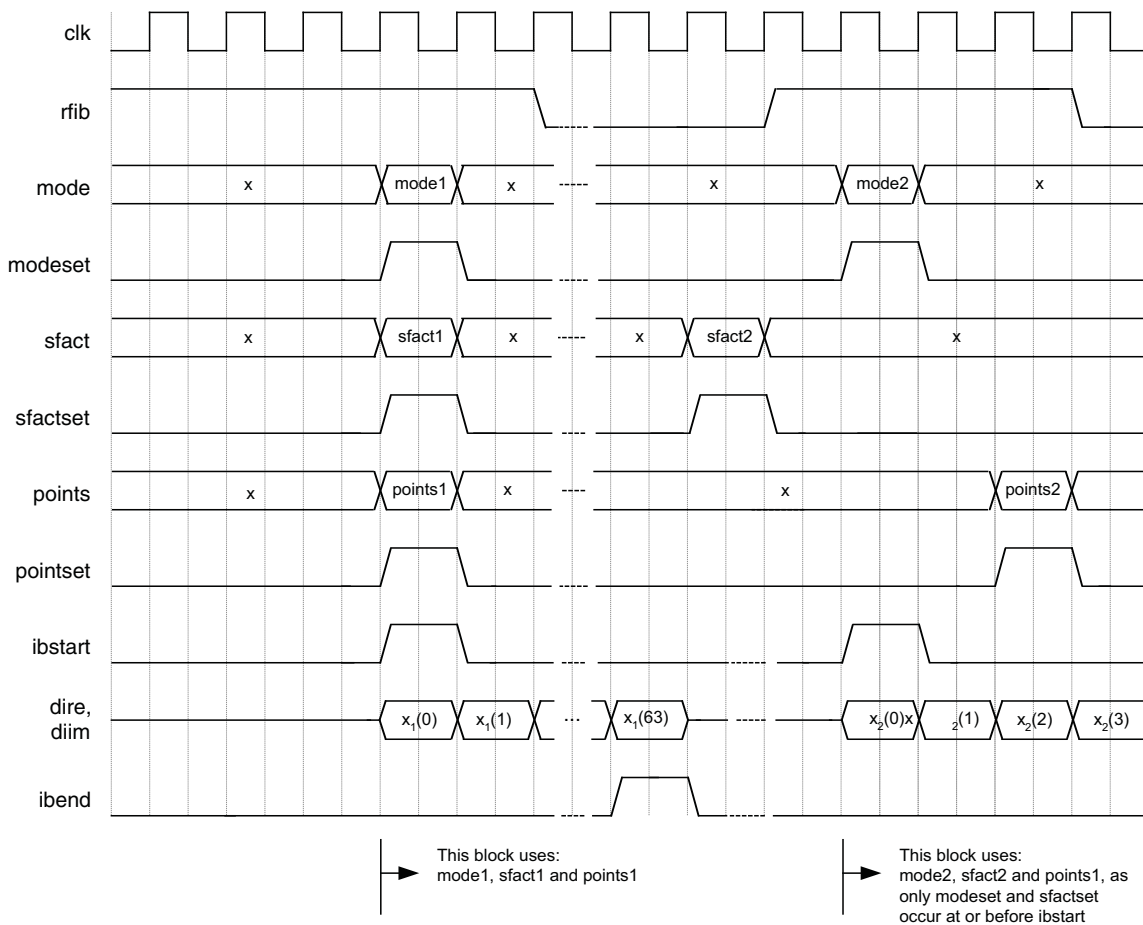 clk
rfib
mode
x
mode1
x
x
mode2
x
modeset
sfact
x
sfact1
x
x
sfact2
x
sfactset
points
x
points1
x
x
points2
pointset
ibstart
dire,
diim
x₁(0)
x₁(1)
...
x₁(63)
x₂(0)x
₂(1)
x₂(2)
x₂(3)
ibend
This block uses:
mode1, sfact1 and points1
This block uses:
mode2, sfact2 and points1, as
only modeset and sfactset
occur at or before ibstart